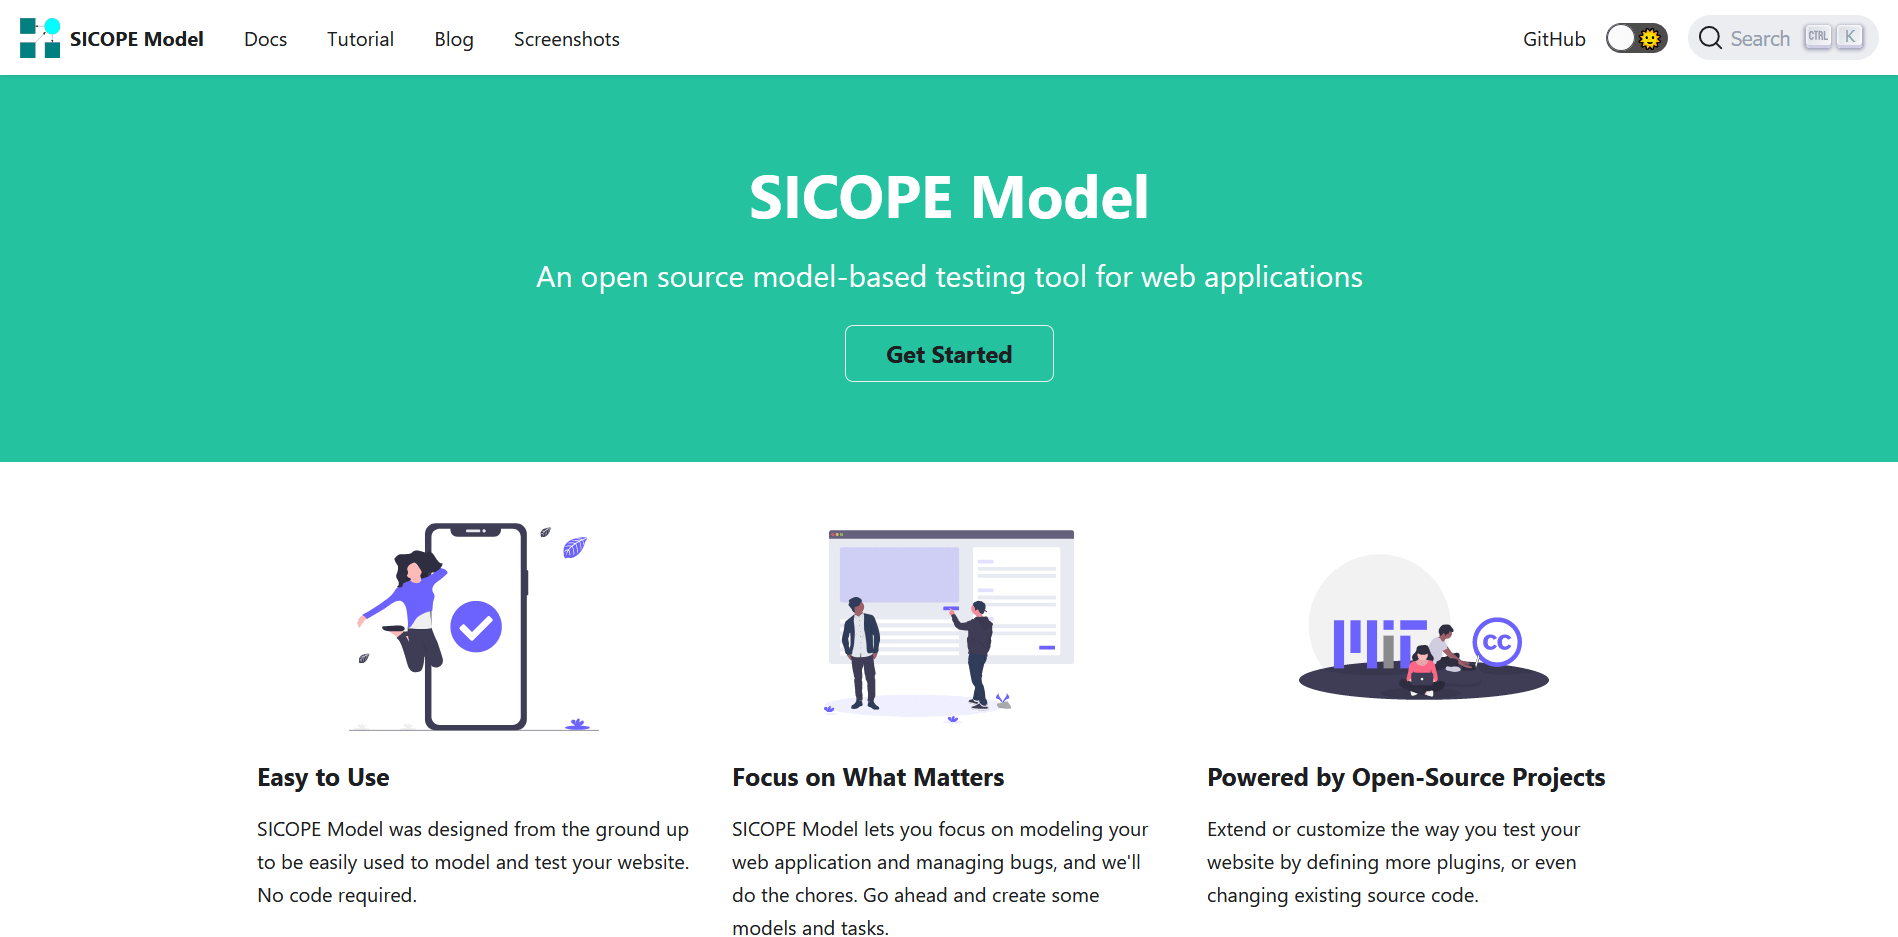 SICOPE Model Docs Tutorial Blog Screenshots GitHub Search CTRL K
SICOPE Model
An open source model-based testing tool for web applications
Get Started
MiT
cc
Easy to Use
SICOPE Model was designed from the ground up
to be easily used to model and test your website.
No code required.
Focus on What Matters
SICOPE Model lets you focus on modeling your
web application and managing bugs, and we'll
do the chores. Go ahead and create some
models and tasks.
Powered by Open-Source Projects
Extend or customize the way you test your
website by defining more plugins, or even
changing existing source code.